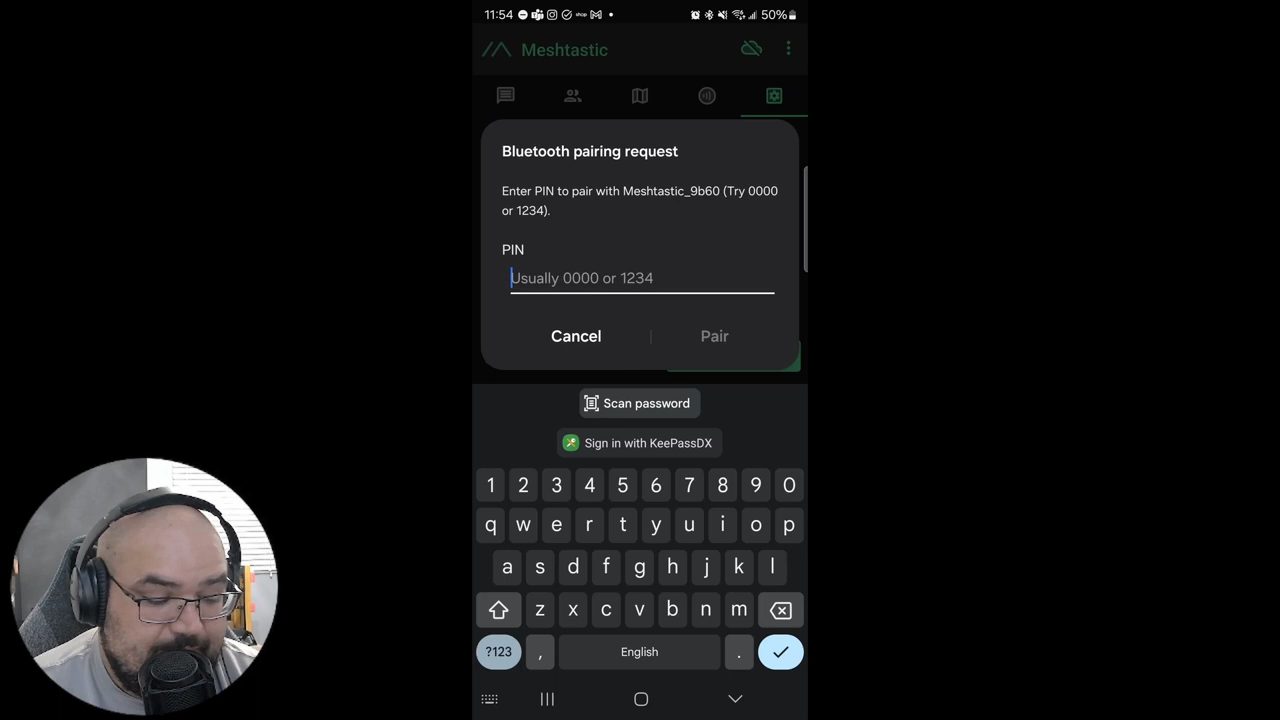 11:54
50%
Meshtastic
Bluetooth pairing request
Enter PIN to pair with Meshtastic_9b60 (Try 0000
or 1234).
PIN
Usually 0000 or 1234
Cancel | Pair
Scan password
Sign in with KeePassDX
1 2 3 4 5 6 7 8 9 0
q w e r t y u i o p
a s d f g h j k l
z x c v b n m
?123 , English .